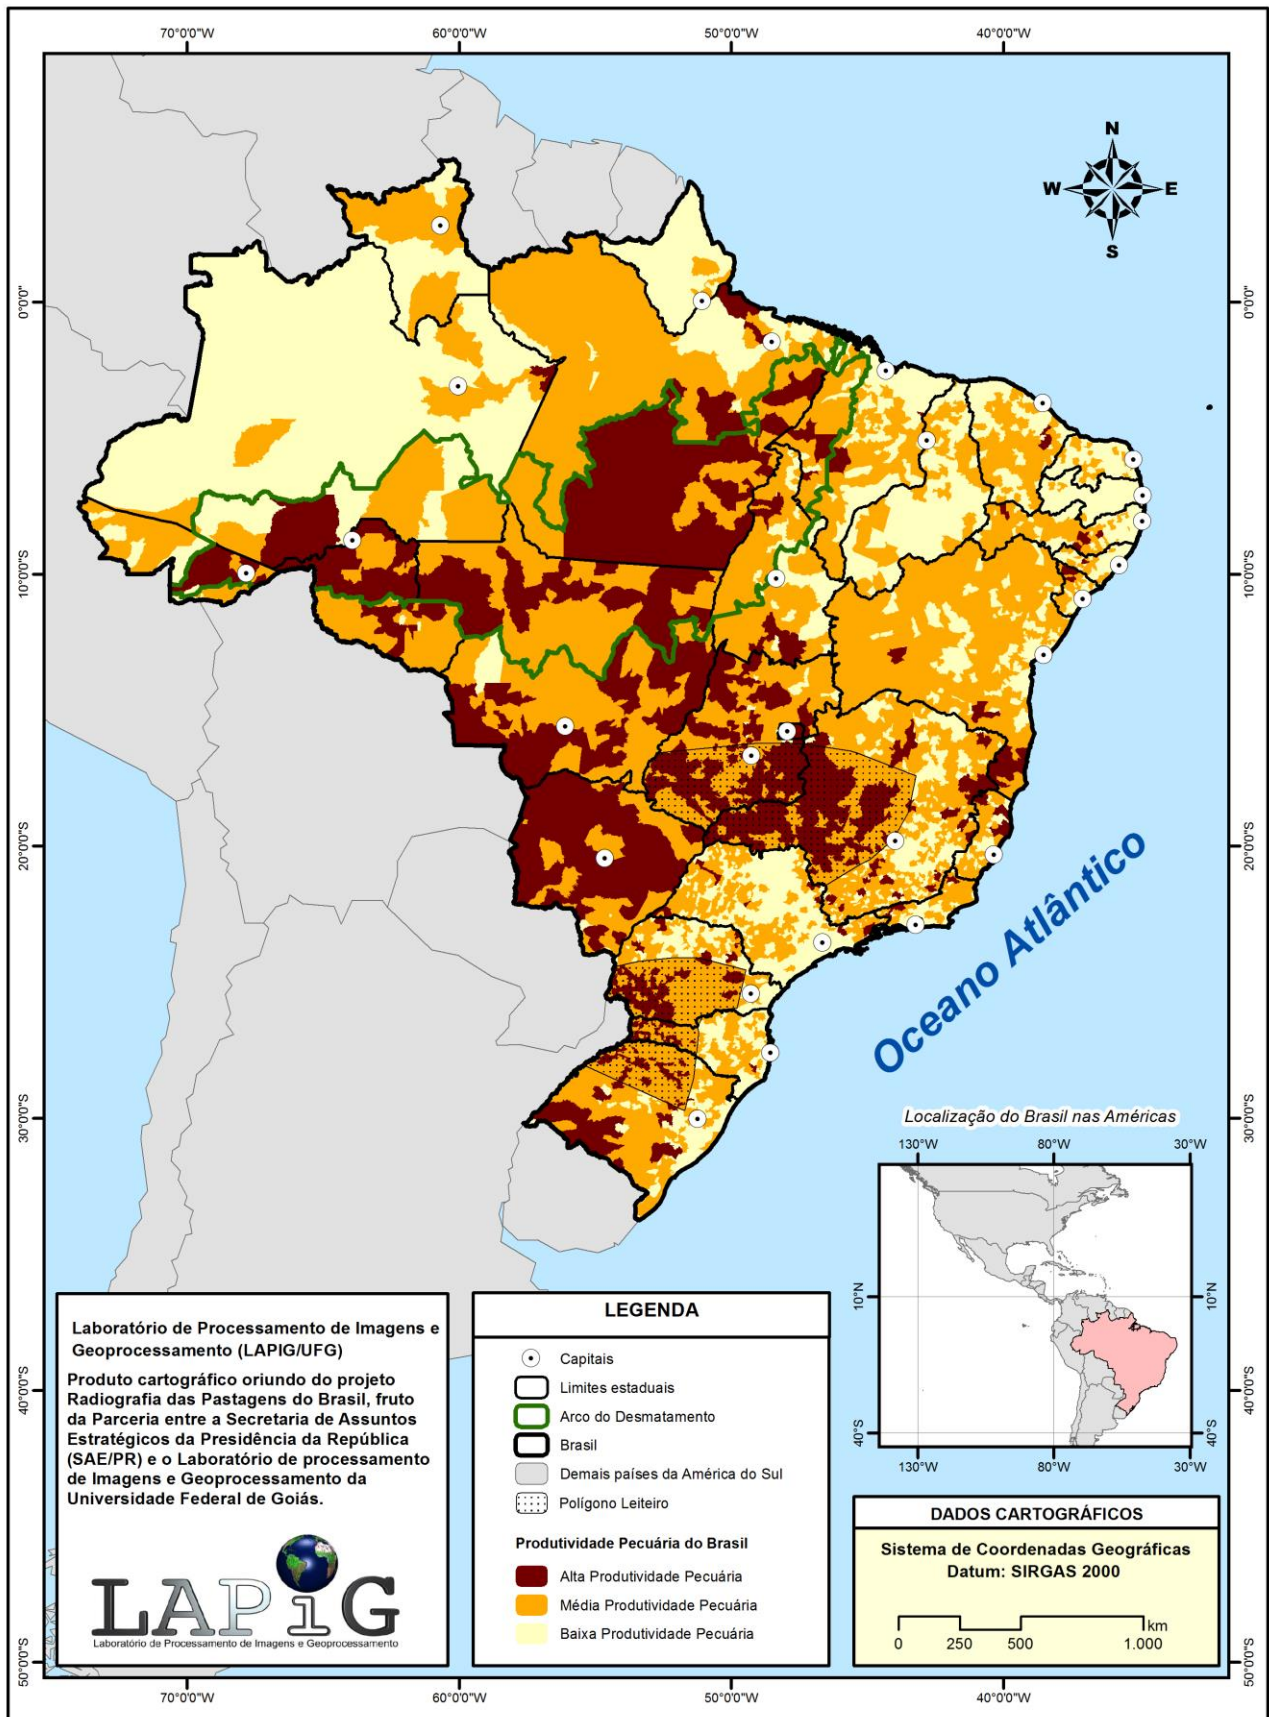 70°0'0"W 60°0'0"W 50°0'0"W 40°0'0"W
N
W E
S
0°0'0" 0°0'0"
10°0'0"S 10°0'0"S
20°0'0"S 20°0'0"S
Oceano Atlântico
30°0'0"S 30°0'0"S
Localização do Brasil nas Américas
130°W 80°W 30°W
10°N 10°N
40°S 40°S
130°W 80°W 30°W
40°0'0"S 40°0'0"S
50°0'0"S 50°0'0"S
Laboratório de Processamento de Imagens e
Geoprocessamento (LAPIG/UFG)
Produto cartográfico oriundo do projeto
Radiografia das Pastagens do Brasil, fruto
da Parceria entre a Secretaria de Assuntos
Estratégicos da Presidência da República
(SAE/PR) e o Laboratório de processamento
de Imagens e Geoprocessamento da
Universidade Federal de Goiás.
LAPiG
Laboratório de Processamento de Imagens e Geoprocessamento
LEGENDA
Capitais
Limites estaduais
Arco do Desmatamento
Brasil
Demais países da América do Sul
Polígono Leiteiro
Produtividade Pecuária do Brasil
Alta Produtividade Pecuária
Média Produtividade Pecuária
Baixa Produtividade Pecuária
DADOS CARTOGRÁFICOS
Sistema de Coordenadas Geográficas
Datum: SIRGAS 2000
km
0 250 500 1.000
70°0'0"W 60°0'0"W 50°0'0"W 40°0'0"W